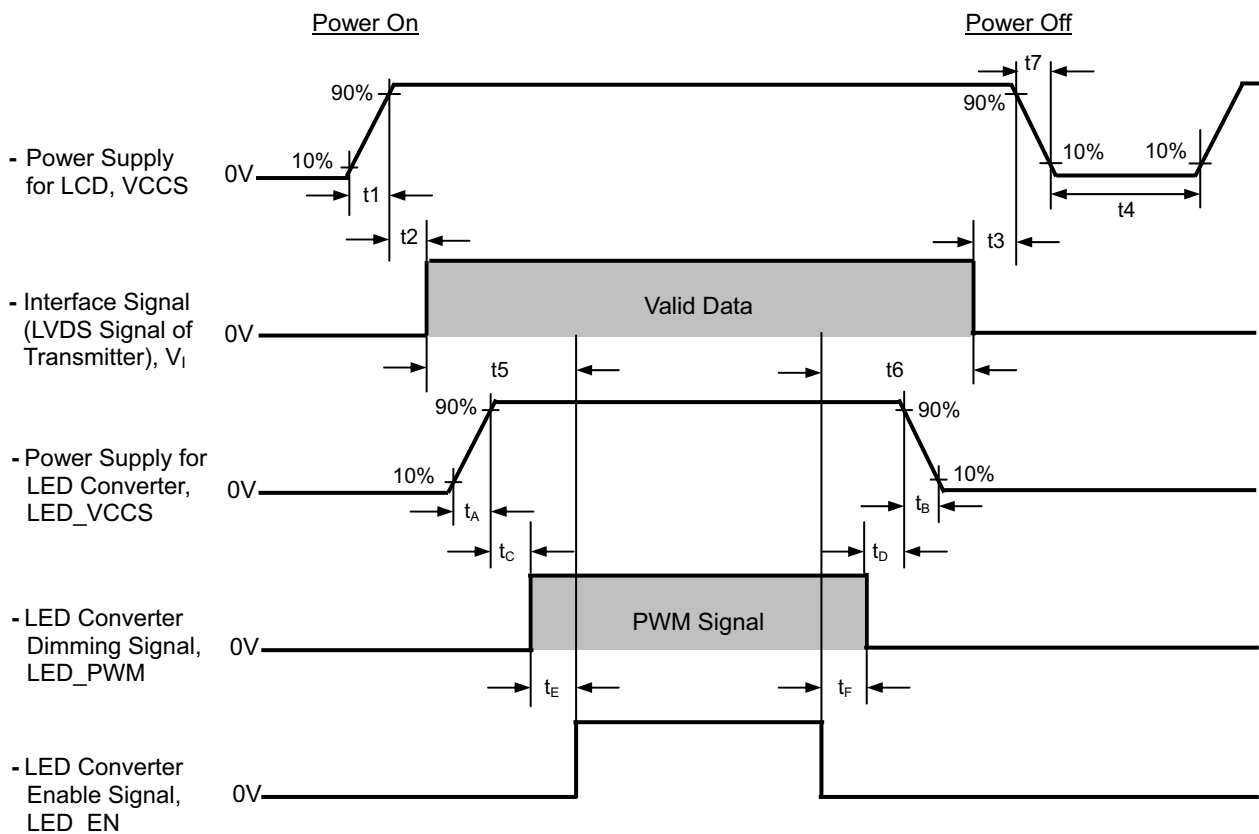 Power On
Power Off
t7
90%
90%
- Power Supply
for LCD, VCCS
10%
10%
10%
0V
t1
t4
t2
t3
- Interface Signal
(LVDS Signal of
Transmitter), VI
Valid Data
0V
t5
t6
90%
90%
- Power Supply for
LED Converter,
LED_VCCS
10%
10%
0V
tA
tB
tC
tD
- LED Converter
Dimming Signal,
LED_PWM
PWM Signal
0V
tE
tF
- LED Converter
Enable Signal,
LED_EN
0V